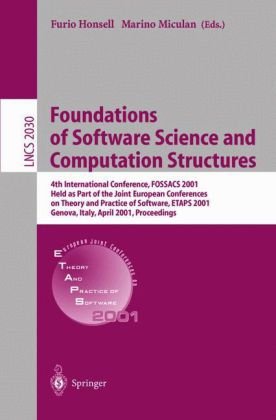 Furio Honsell Marino Miculan (Eds.)
LNCS 2030
Foundations
of Software Science and
Computation Structures
4th International Conference, FOSSACS 2001
Held as Part of the Joint European Conferences
on Theory and Practice of Software, ETAPS 2001
Genova, Italy, April 2001, Proceedings
European Joint Conferences on
THEORY
AND
PRACTICE OF
SOFTWARE
2001
Springer